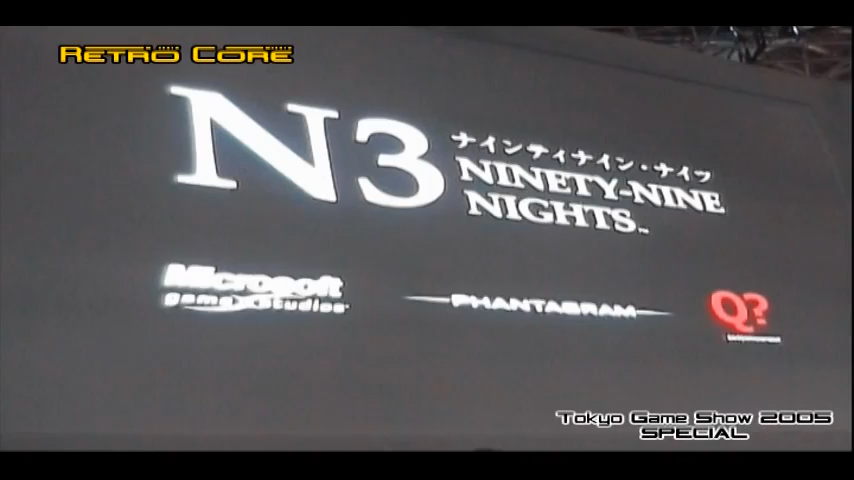 RETRO CORE
N3
ナインティナイン・ナイツ
NINETY-NINE
NIGHTS™
Microsoft
game studios
PHANTAGRAM
Q?
Tokyo Game Show 2005
SPECIAL